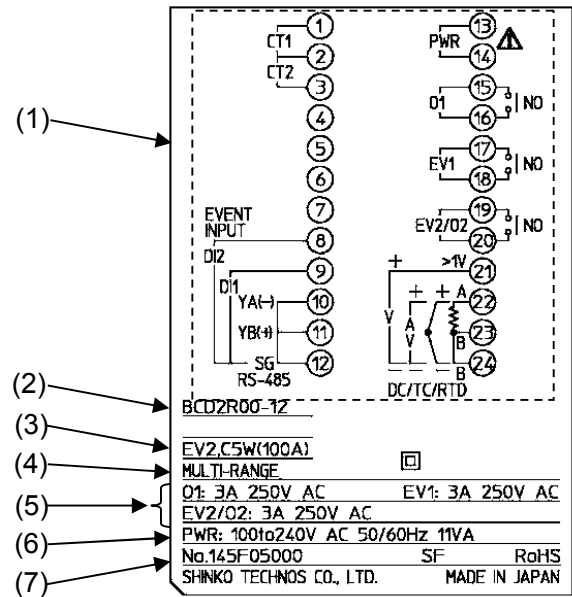 (1)
(2)
(3)
(4)
(5)
(6)
(7)
CT1
CT2
1
2
3
4
5
6
7
8
9
10
11
12
EVENT
INPUT
DI2
DI1
YA(-)
YB(+)
SG
RS-485
PWR
13
14
O1
15
16
NO
EV1
17
18
NO
EV2/O2
19
20
NO
+ >1V 21
+ + A 22
V A V 23
B
B 24
DC/TC/RTD
BCD2R00-12
EV2,C5W(100A)
MULTI-RANGE
O1: 3A 250V AC EV1: 3A 250V AC
EV2/O2: 3A 250V AC
PWR: 100to240V AC 50/60Hz 11VA
No.145F05000 SF RoHS
SHINKO TECHNOS CO., LTD. MADE IN JAPAN